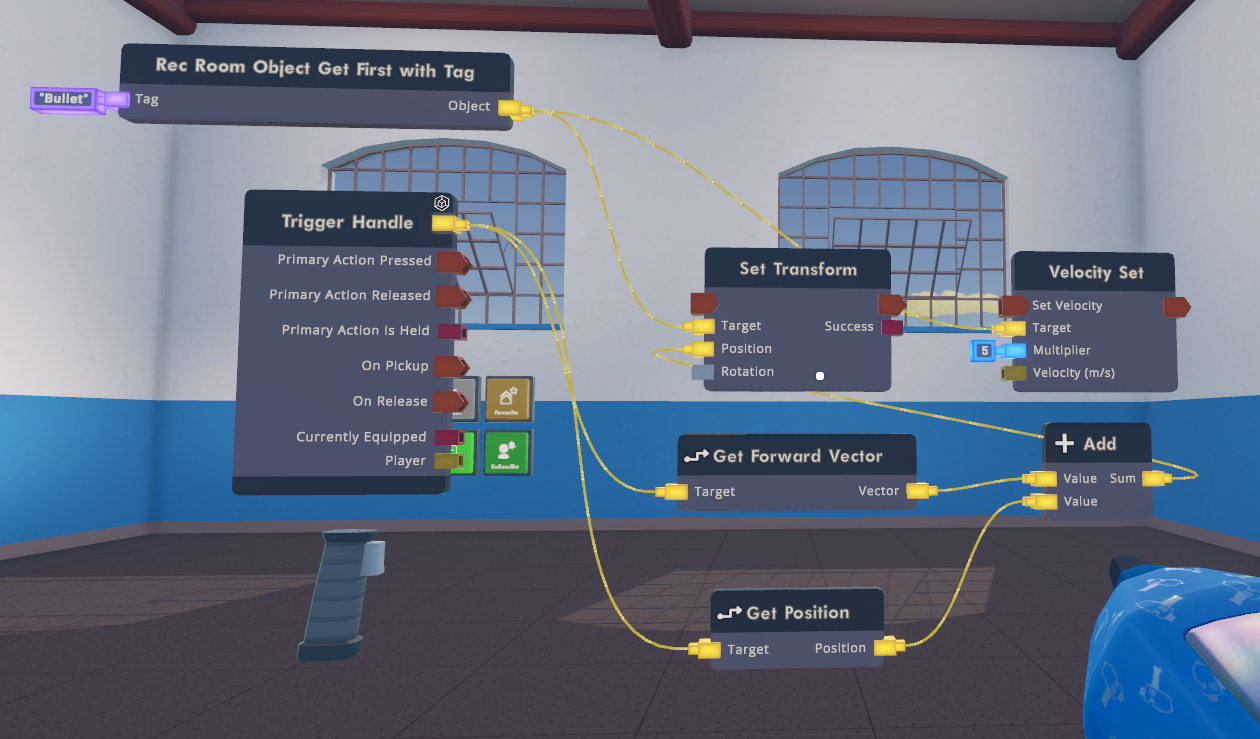 Rec Room Object Get First with Tag
"Bullet"
Tag
Object
Trigger Handle
Primary Action Pressed
Primary Action Released
Primary Action is Held
On Pickup
On Release
Currently Equipped
Player
Favorite
Subscribe
Set Transform
Target
Success
Position
Rotation
Velocity Set
Set Velocity
Target
5
Multiplier
Velocity (m/s)
Get Forward Vector
Target
Vector
Add
Value
Sum
Value
Get Position
Target
Position